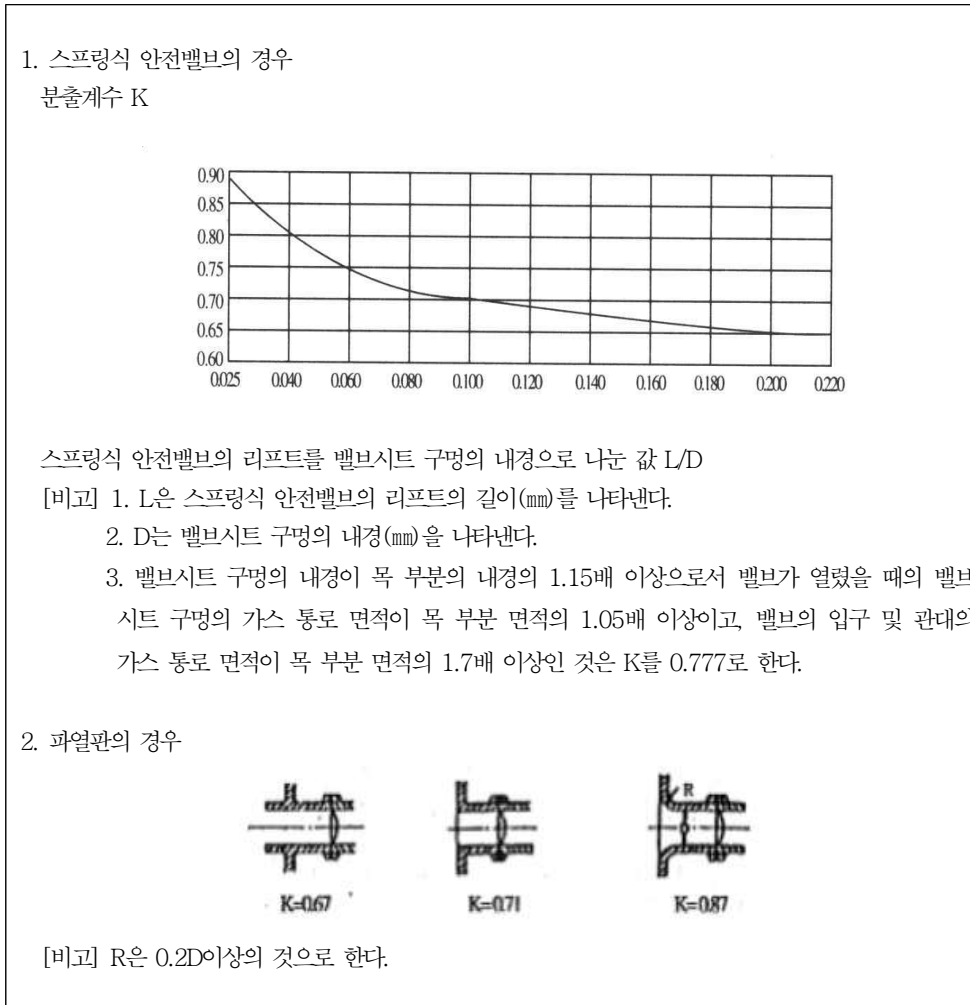 1. 스프링식 안전밸브의 경우
분출계수 K
0.90
0.85
0.80
0.75
0.70
0.65
0.60
0.025 0.040 0.060 0.080 0.100 0.120 0.140 0.160 0.180 0.200 0.220
스프링식 안전밸브의 리프트를 밸브시트 구멍의 내경으로 나눈 값 L/D
[비고] 1. L은 스프링식 안전밸브의 리프트의 길이(㎜)를 나타낸다.
2. D는 밸브시트 구멍의 내경(㎜)을 나타낸다.
3. 밸브시트 구멍의 내경이 목 부분의 내경의 1.15배 이상으로서 밸브가 열렸을 때의 밸브
시트 구멍의 가스 통로 면적이 목 부분 면적의 1.05배 이상이고, 밸브의 입구 및 관대의
가스 통로 면적이 목 부분 면적의 1.7배 이상인 것은 K를 0.777로 한다.
2. 파열판의 경우
R
K=0.67 K=0.71 K=0.87
[비고] R은 0.2D이상의 것으로 한다.